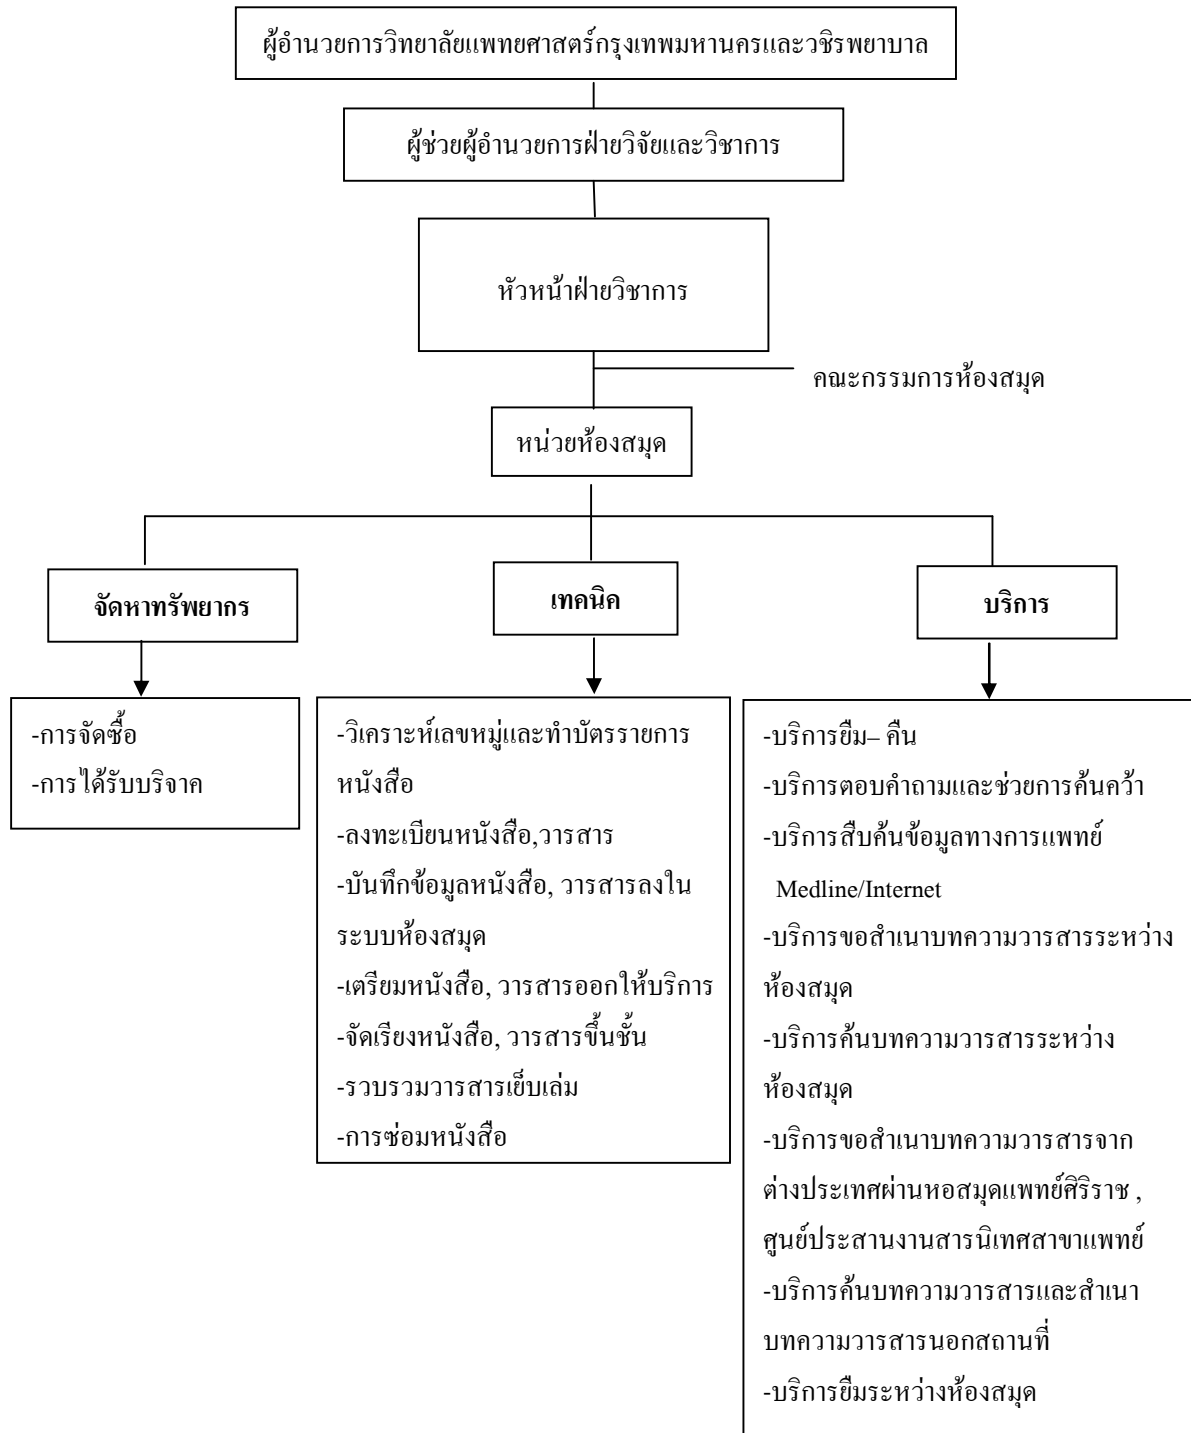 ผู้อำนวยการวิทยาลัยแพทยศาสตร์กรุงเทพมหานครและวชิรพยาบาล
ผู้ช่วยผู้อำนวยการฝ่ายวิจัยและวิชาการ
หัวหน้าฝ่ายวิชาการ
คณะกรรมการห้องสมุด
หน่วยห้องสมุด
จัดหาทรัพยากร
-การจัดซื้อ
-การได้รับบริจาค
เทคนิค
-วิเคราะห์เลขหมู่และทำบัตรรายการ
หนังสือ
-ลงทะเบียนหนังสือ,วารสาร
-บันทึกข้อมูลหนังสือ, วารสารลงใน
ระบบห้องสมุด
-เตรียมหนังสือ, วารสารออกให้บริการ
-จัดเรียงหนังสือ, วารสารขึ้นชั้น
-รวบรวมวารสารเย็บเล่ม
-การซ่อมหนังสือ
บริการ
-บริการยืม– คืน
-บริการตอบคำถามและช่วยการค้นคว้า
-บริการสืบค้นข้อมูลทางการแพทย์
Medline/Internet
-บริการขอสำเนาบทความวารสารระหว่าง
ห้องสมุด
-บริการค้นบทความวารสารระหว่าง
ห้องสมุด
-บริการขอสำเนาบทความวารสารจาก
ต่างประเทศผ่านหอสมุดแพทย์ศิริราช ,
ศูนย์ประสานงานสารนิเทศสาขาแพทย์
-บริการค้นบทความวารสารและสำเนา
บทความวารสารนอกสถานที่
-บริการยืมระหว่างห้องสมุด